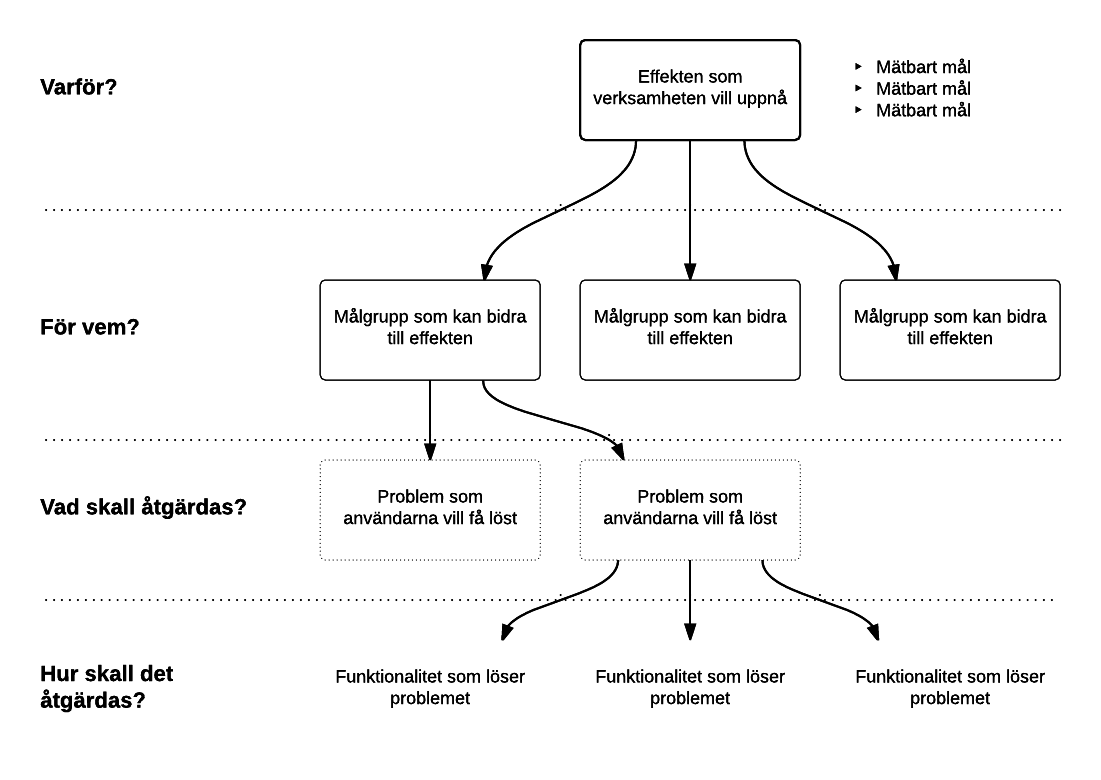 Varför?
Effekten som
verksamheten vill uppnå
‣ Mätbart mål
‣ Mätbart mål
‣ Mätbart mål
För vem?
Målgrupp som kan bidra
till effekten
Målgrupp som kan bidra
till effekten
Målgrupp som kan bidra
till effekten
Vad skall åtgärdas?
Problem som
användarna vill få löst
Problem som
användarna vill få löst
Hur skall det
åtgärdas?
Funktionalitet som löser
problemet
Funktionalitet som löser
problemet
Funktionalitet som löser
problemet